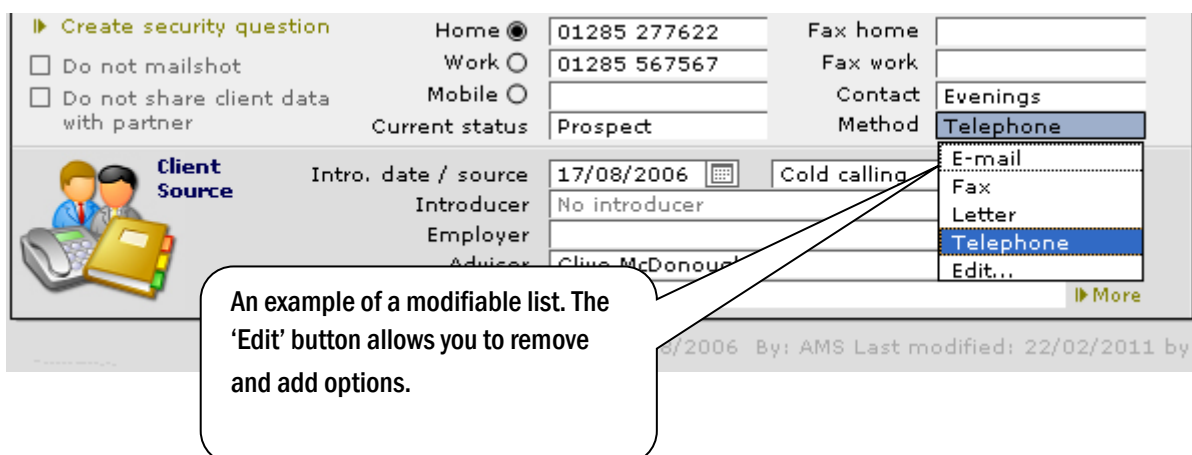 Create security question
Home
01285 277622
Fax home
Do not mailshot
Work
01285 567567
Fax work
Do not share client data
with partner
Mobile
Contact
Evenings
Current status
Prospect
Method
Telephone
E-mail
Fax
Letter
Telephone
Edit...
Client
Source
Intro. date / source
17/08/2006
Cold calling
Introducer
No introducer
Employer
More
An example of a modifiable list. The
‘Edit’ button allows you to remove
and add options.
/2006 By: AMS Last modified: 22/02/2011 by